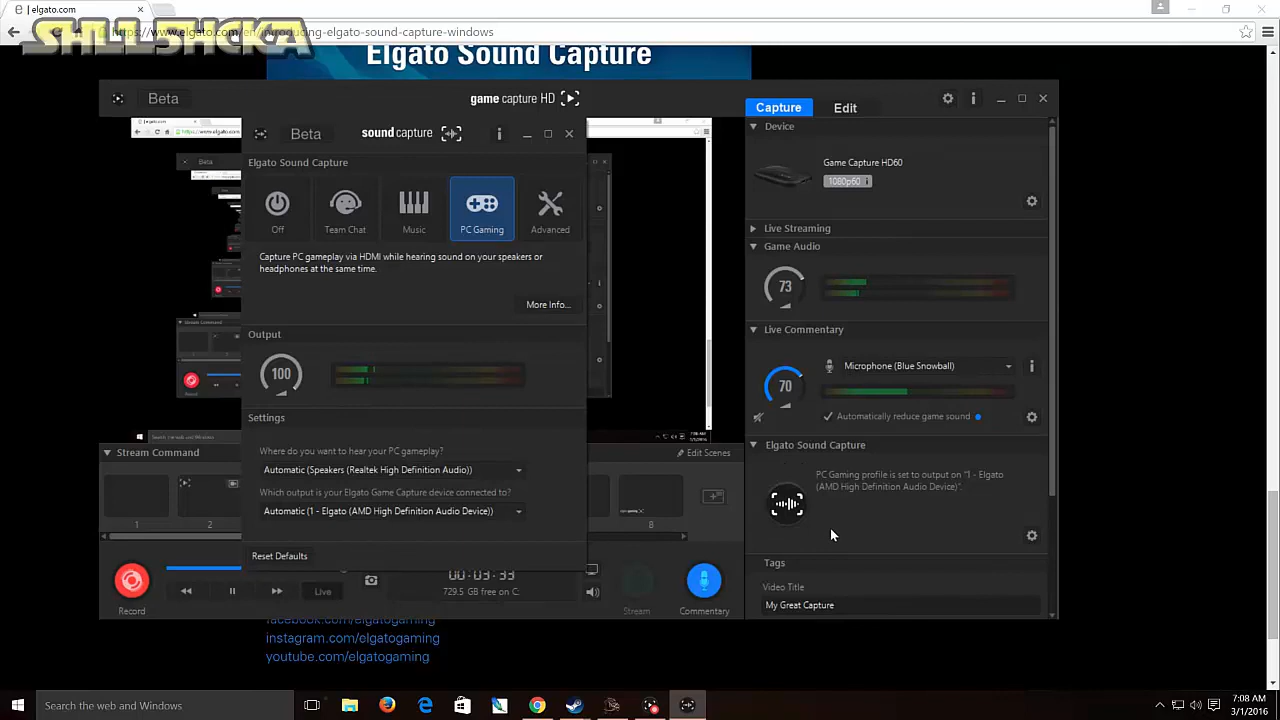 | elgato.com
SHILLSHCKA
https://www.elgato.com/en/introducing-elgato-sound-capture-windows
Elgato Sound Capture
Beta
game capture HD
Capture
Edit
Device
Game Capture HD60
1080p60 i
Live Streaming
Game Audio
73
Live Commentary
70
Microphone (Blue Snowball)
Automatically reduce game sound
Elgato Sound Capture
PC Gaming profile is set to output on "1 - Elgato
(AMD High Definition Audio Device)".
Tags
Video Title
My Great Capture
Beta
sound capture
Elgato Sound Capture
Off
Team Chat
Music
PC Gaming
Advanced
Capture PC gameplay via HDMI while hearing sound on your speakers or
headphones at the same time.
More Info...
Output
100
Settings
Where do you want to hear your PC gameplay?
Automatic (Speakers (Realtek High Definition Audio))
Which output is your Elgato Game Capture device connected to?
Automatic (1 - Elgato (AMD High Definition Audio Device))
Reset Defaults
Stream Command
Edit Scenes
1
2
8
Record
Live
729.5 GB free on C:
Stream
Commentary
facebook.com/elgatogaming
instagram.com/elgatogaming
youtube.com/elgatogaming
Search the web and Windows
7:08 AM
3/1/2016